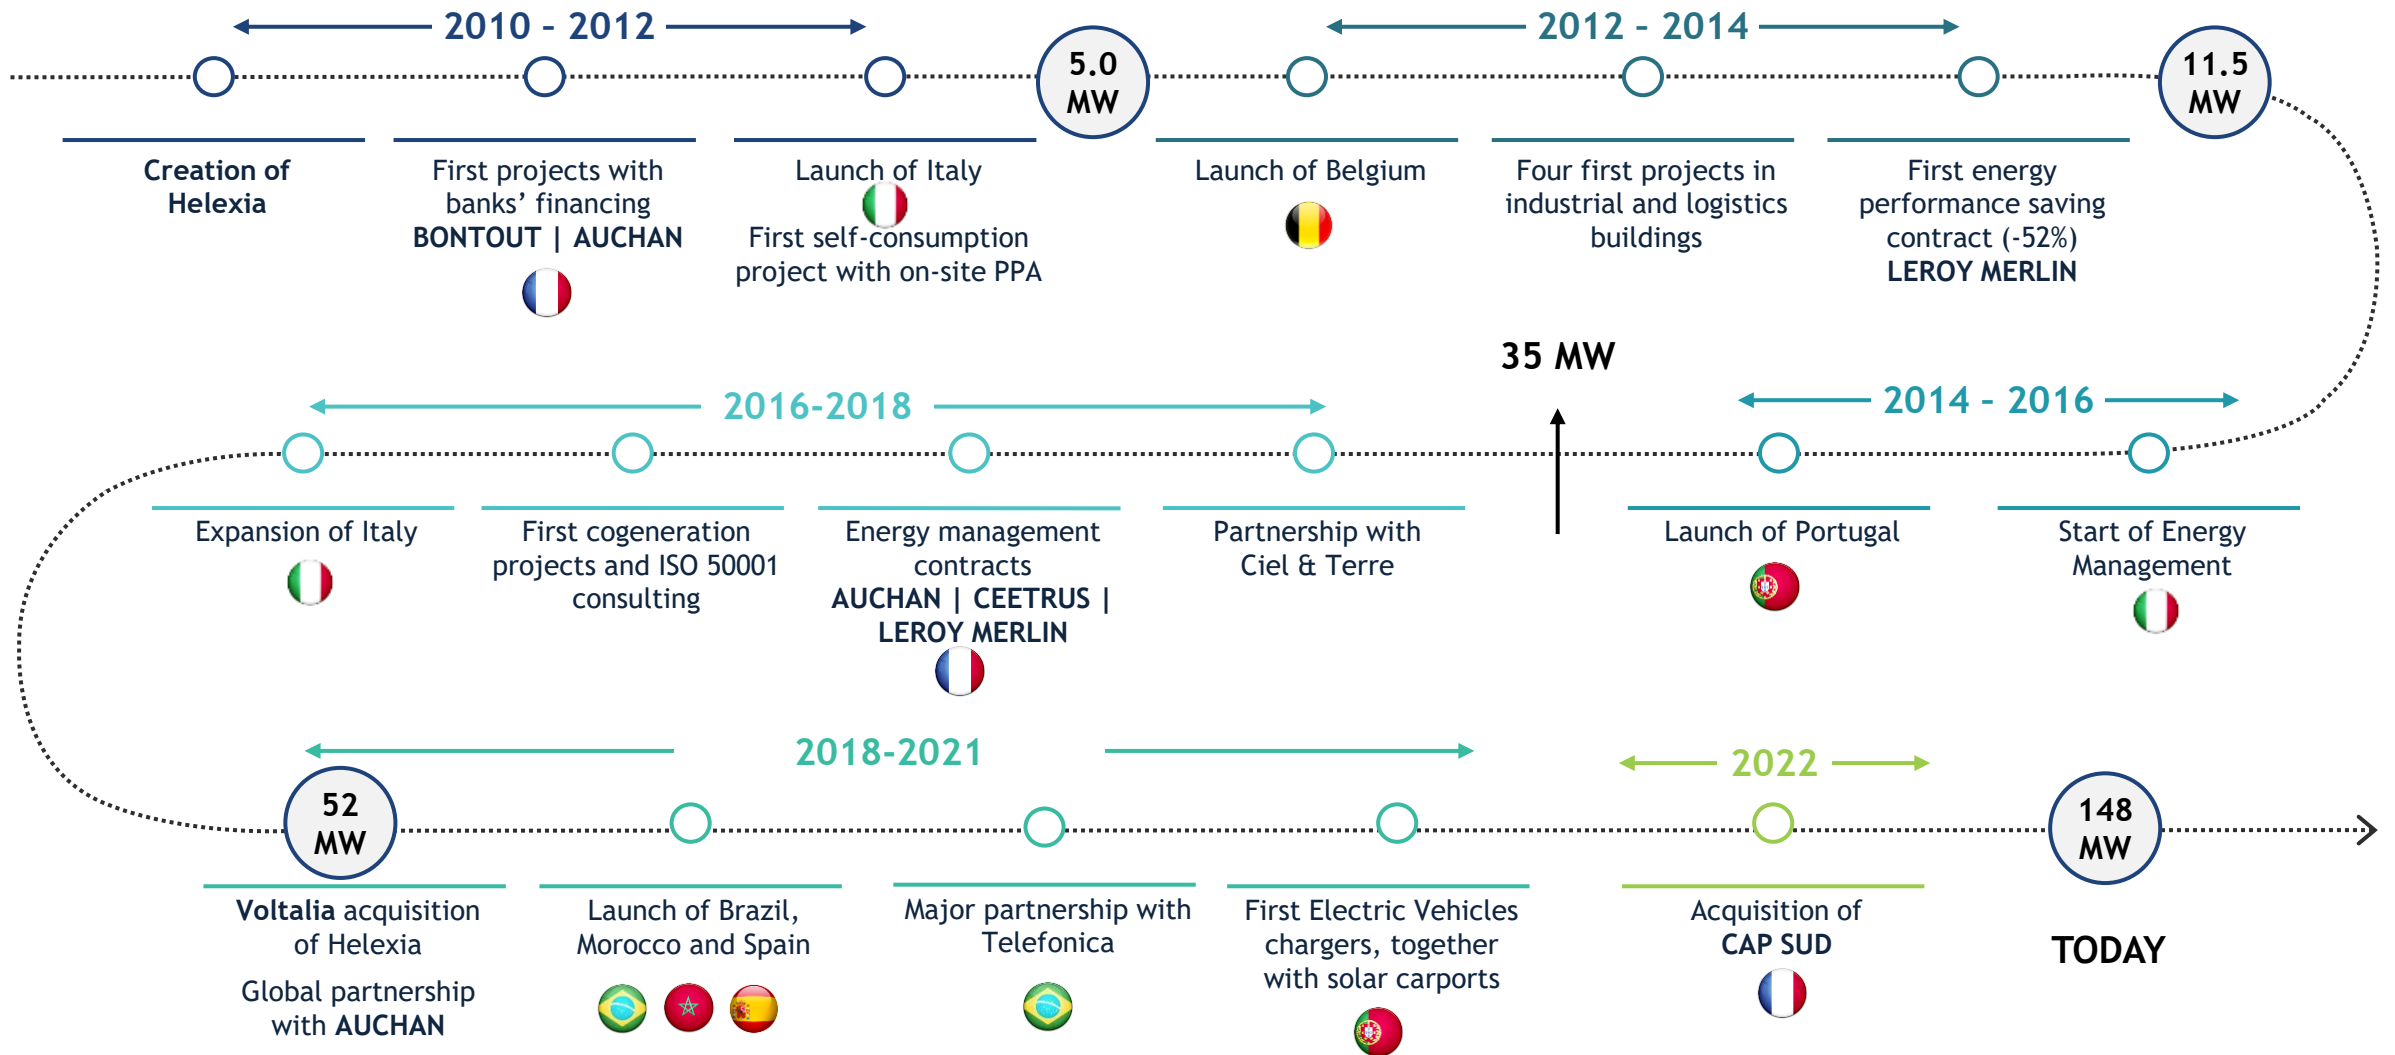 2010 – 2012
Creation of
Helexia
First projects with
banks’ financing
BONTOUT | AUCHAN
Launch of Italy
First self-consumption
project with on-site PPA
5.0
MW
2012 – 2014
Launch of Belgium
Four first projects in
industrial and logistics
buildings
First energy
performance saving
contract (-52%)
LEROY MERLIN
11.5
MW
2014 – 2016
Start of Energy
Management
Launch of Portugal
35 MW
2016-2018
Expansion of Italy
First cogeneration
projects and ISO 50001
consulting
Energy management
contracts
AUCHAN | CEETRUS |
LEROY MERLIN
Partnership with
Ciel & Terre
2018-2021
52
MW
Voltalia acquisition
of Helexia
Global partnership
with AUCHAN
Launch of Brazil,
Morocco and Spain
Major partnership with
Telefonica
First Electric Vehicles
chargers, together
with solar carports
2022
Acquisition of
CAP SUD
148
MW
TODAY